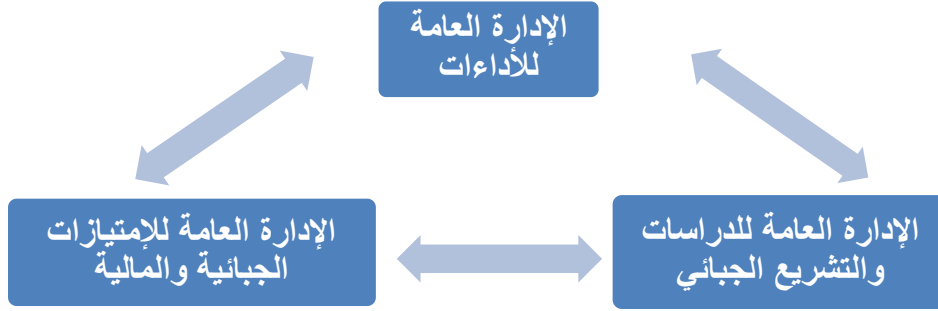 الإدارة العامة
للأداءات
الإدارة العامة للدراسات
والتشريع الجبائي
الإدارة العامة للإمتيازات
الجبائية والمالية